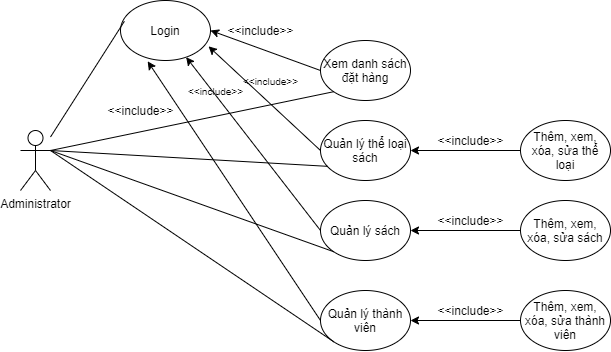 Login
<<include>>
Xem danh sách
đặt hàng
<<include>>
<<include>>
<<include>>
Quản lý thể loại
sách
<<include>>
Thêm, xem,
xóa, sửa thể
loại
Administrator
Quản lý sách
<<include>>
Thêm, xem,
xóa, sửa sách
Quản lý thành
viên
<<include>>
Thêm, xem,
xóa, sửa thành
viên